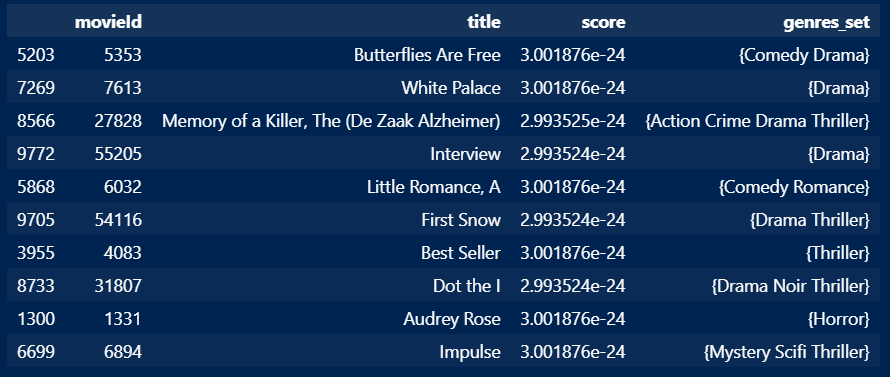 movieId title score genres_set
5203 5353 Butterflies Are Free 3.001876e-24 {Comedy Drama}
7269 7613 White Palace 3.001876e-24 {Drama}
8566 27828 Memory of a Killer, The (De Zaak Alzheimer) 2.993525e-24 {Action Crime Drama Thriller}
9772 55205 Interview 2.993524e-24 {Drama}
5868 6032 Little Romance, A 3.001876e-24 {Comedy Romance}
9705 54116 First Snow 2.993524e-24 {Drama Thriller}
3955 4083 Best Seller 3.001876e-24 {Thriller}
8733 31807 Dot the I 2.993524e-24 {Drama Noir Thriller}
1300 1331 Audrey Rose 3.001876e-24 {Horror}
6699 6894 Impulse 3.001876e-24 {Mystery Scifi Thriller}